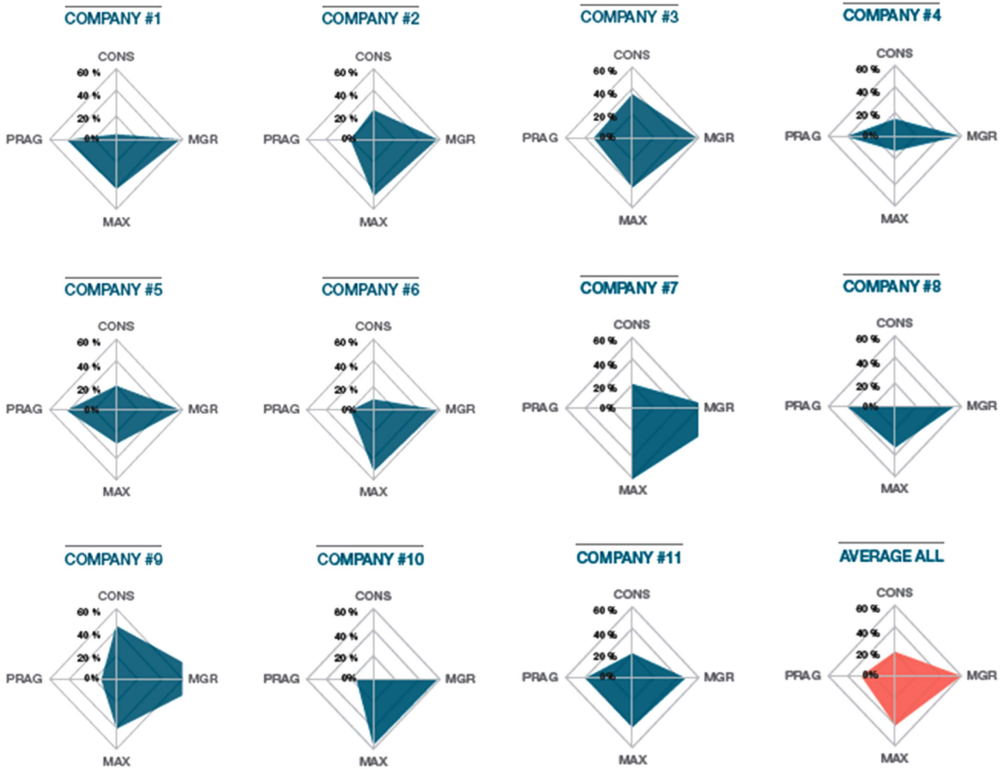 COMPANY #1
CONS
60 %
40 %
20 %
0%
PRAG
MGR
MAX
COMPANY #2
CONS
60 %
40 %
20 %
0%
PRAG
MGR
MAX
COMPANY #3
CONS
60 %
40 %
20 %
0%
PRAG
MGR
MAX
COMPANY #4
CONS
60 %
40 %
20 %
0%
PRAG
MGR
MAX
COMPANY #5
CONS
60 %
40 %
20 %
0%
PRAG
MGR
MAX
COMPANY #6
CONS
60 %
40 %
20 %
0%
PRAG
MGR
MAX
COMPANY #7
CONS
60 %
40 %
20 %
0%
PRAG
MGR
MAX
COMPANY #8
CONS
60 %
40 %
20 %
0%
PRAG
MGR
MAX
COMPANY #9
CONS
60 %
40 %
20 %
0%
PRAG
MGR
MAX
COMPANY #10
CONS
60 %
40 %
20 %
0%
PRAG
MGR
MAX
COMPANY #11
CONS
60 %
40 %
20 %
0%
PRAG
MGR
MAX
AVERAGE ALL
CONS
60 %
40 %
20 %
0%
PRAG
MGR
MAX